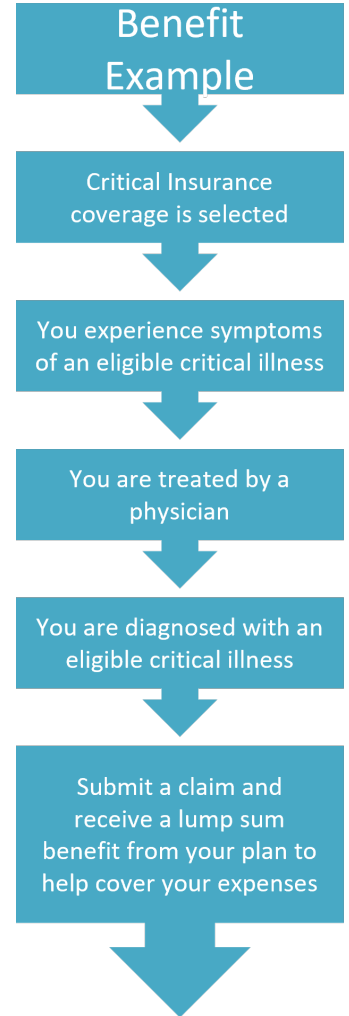 Benefit
Example
Critical Insurance
coverage is selected
You experience symptoms
of an eligible critical illness
You are treated by a
physician
You are diagnosed with an
eligible critical illness
Submit a claim and
receive a lump sum
benefit from your plan to
help cover your expenses